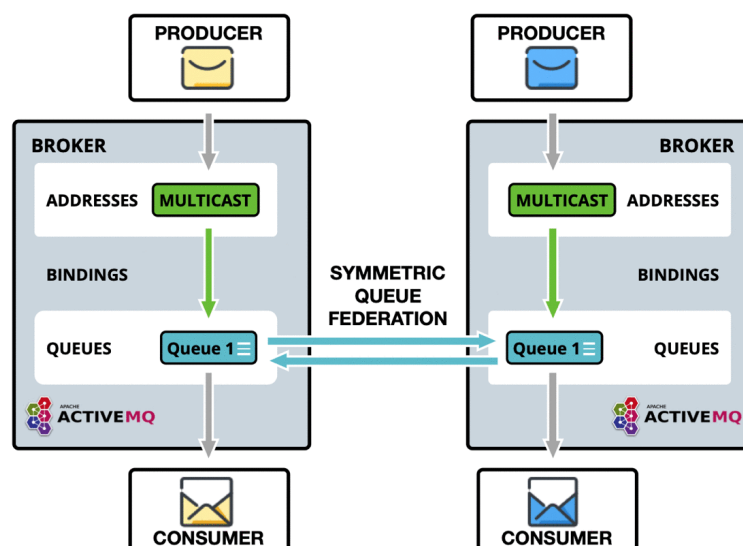 PRODUCER
PRODUCER
BROKER
BROKER
ADDRESSES
MULTICAST
MULTICAST
ADDRESSES
BINDINGS
SYMMETRIC
QUEUE
FEDERATION
BINDINGS
QUEUES
Queue 1
Queue 1
QUEUES
APACHE
ACTIVEMQ
APACHE
ACTIVEMQ
CONSUMER
CONSUMER